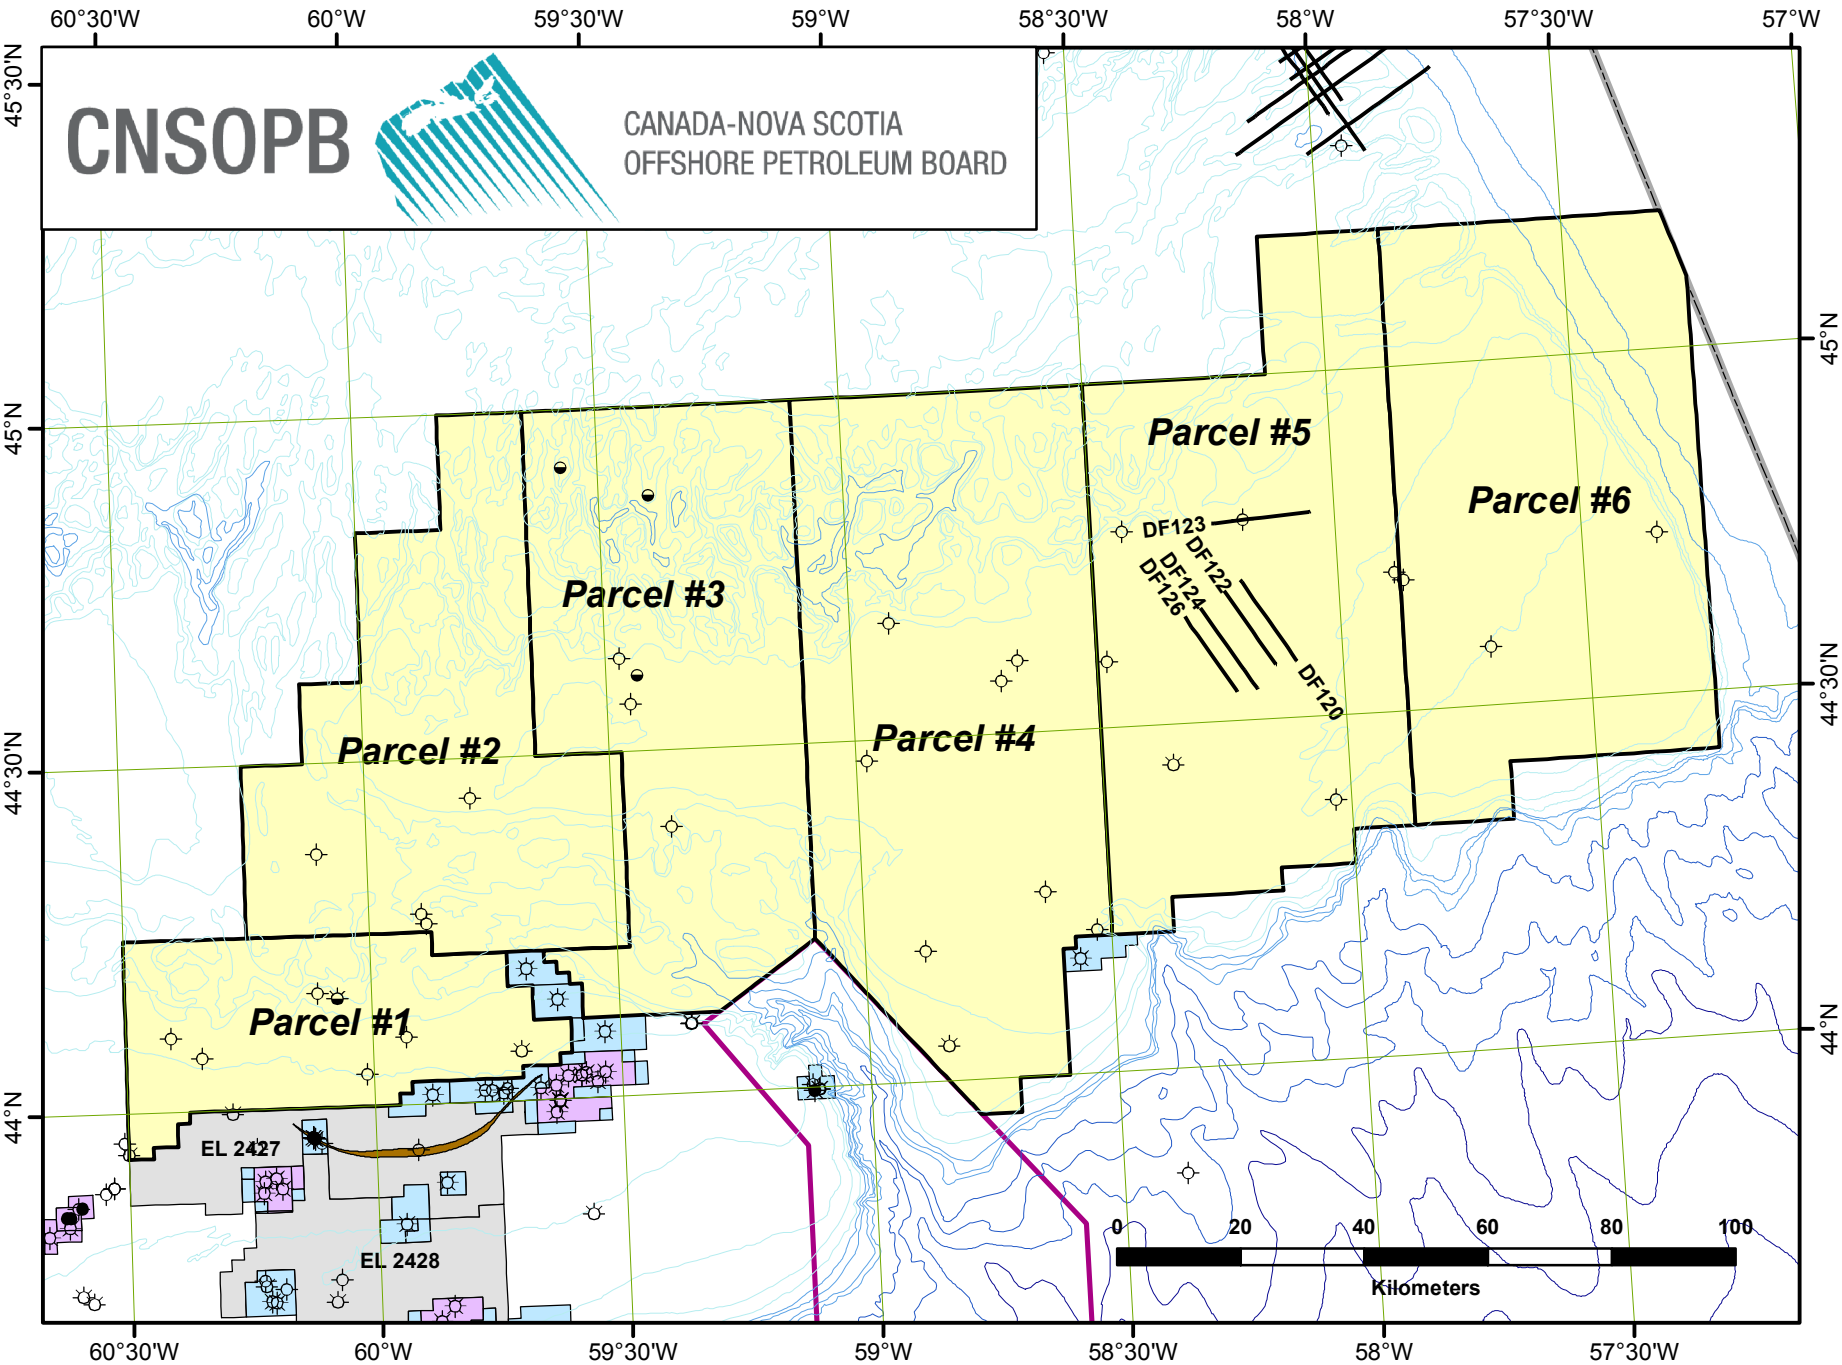 60°30'W 60°W 59°30'W 59°W 58°30'W 58°W 57°30'W 57°W
45°30'N
CNSOPB
CANADA-NOVA SCOTIA
OFFSHORE PETROLEUM BOARD
45°N
45°N
Parcel #5
Parcel #6
DF123
DF122
DF124
DF126
Parcel #3
DF120
44°30'N
Parcel #4
Parcel #2
44°30'N
Parcel #1
44°N
44°N
EL 2427
EL 2428
0 20 40 60 80 100
Kilometers
60°30'W 60°W 59°30'W 59°W 58°30'W 58°W 57°30'W